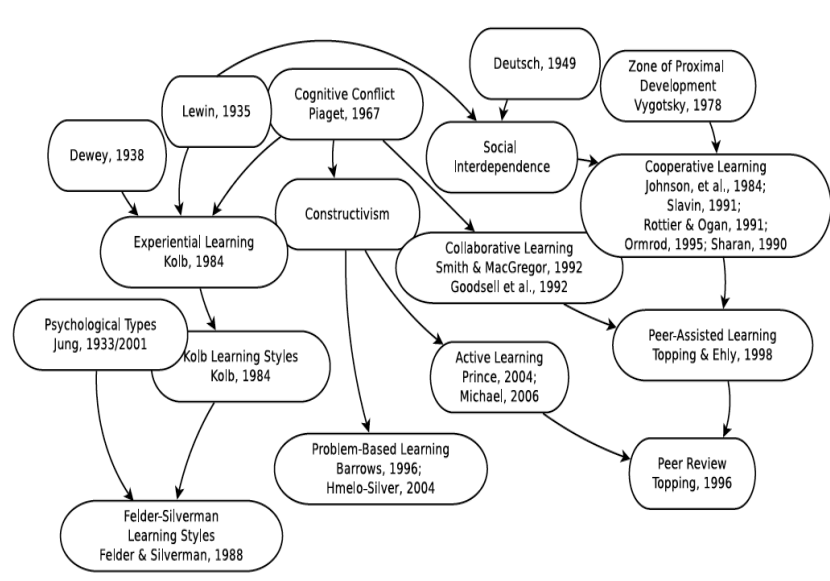 Deutsch, 1949
Zone of Proximal
Development
Vygotsky, 1978
Cognitive Conflict
Piaget, 1967
Lewin, 1935
Dewey, 1938
Social
Interdependence
Cooperative Learning
Johnson, et al., 1984;
Slavin, 1991;
Rottier & Ogan, 1991;
Ormrod, 1995; Sharan, 1990
Constructivism
Experiential Learning
Kolb, 1984
Collaborative Learning
Smith & MacGregor, 1992
Goodsell et al., 1992
Psychological Types
Jung, 1933/2001
Kolb Learning Styles
Kolb, 1984
Active Learning
Prince, 2004;
Michael, 2006
Peer-Assisted Learning
Topping & Ehly, 1998
Problem-Based Learning
Barrows, 1996;
Hmelo-Silver, 2004
Peer Review
Topping, 1996
Felder-Silverman
Learning Styles
Felder & Silverman, 1988